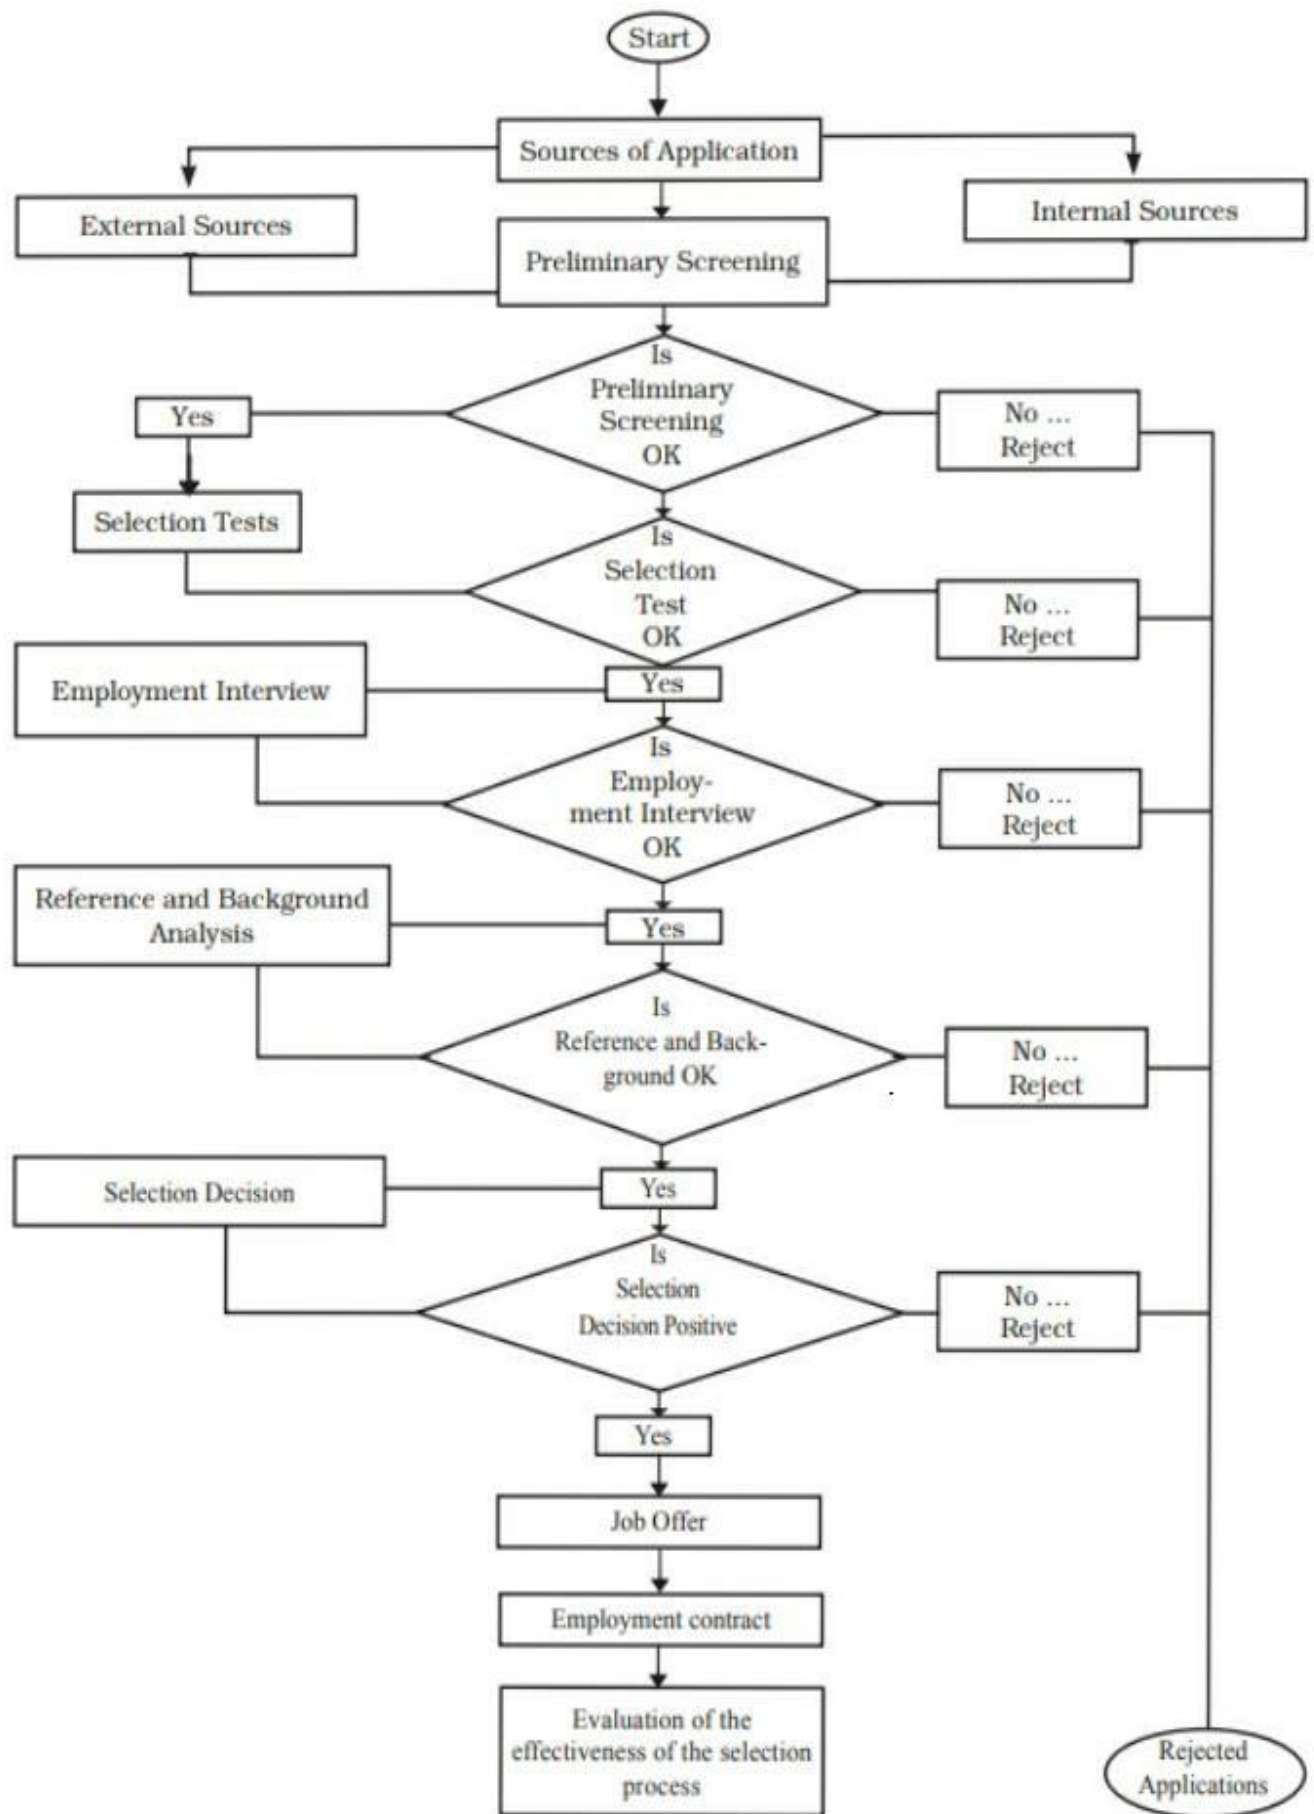 Start
Sources of Application
External Sources
Internal Sources
Preliminary Screening
Is
Preliminary
Screening
OK
Yes
No ...
Reject
Selection Tests
Is
Selection
Test
OK
No ...
Reject
Employment Interview
Yes
Is
Employ-
ment Interview
OK
No ...
Reject
Reference and Background
Analysis
Yes
Is
Reference and Back-
ground OK
No ...
Reject
Selection Decision
Yes
Is
Selection
Decision Positive
No ...
Reject
Yes
Job Offer
Employment contract
Evaluation of the
effectiveness of the selection
process
Rejected
Applications